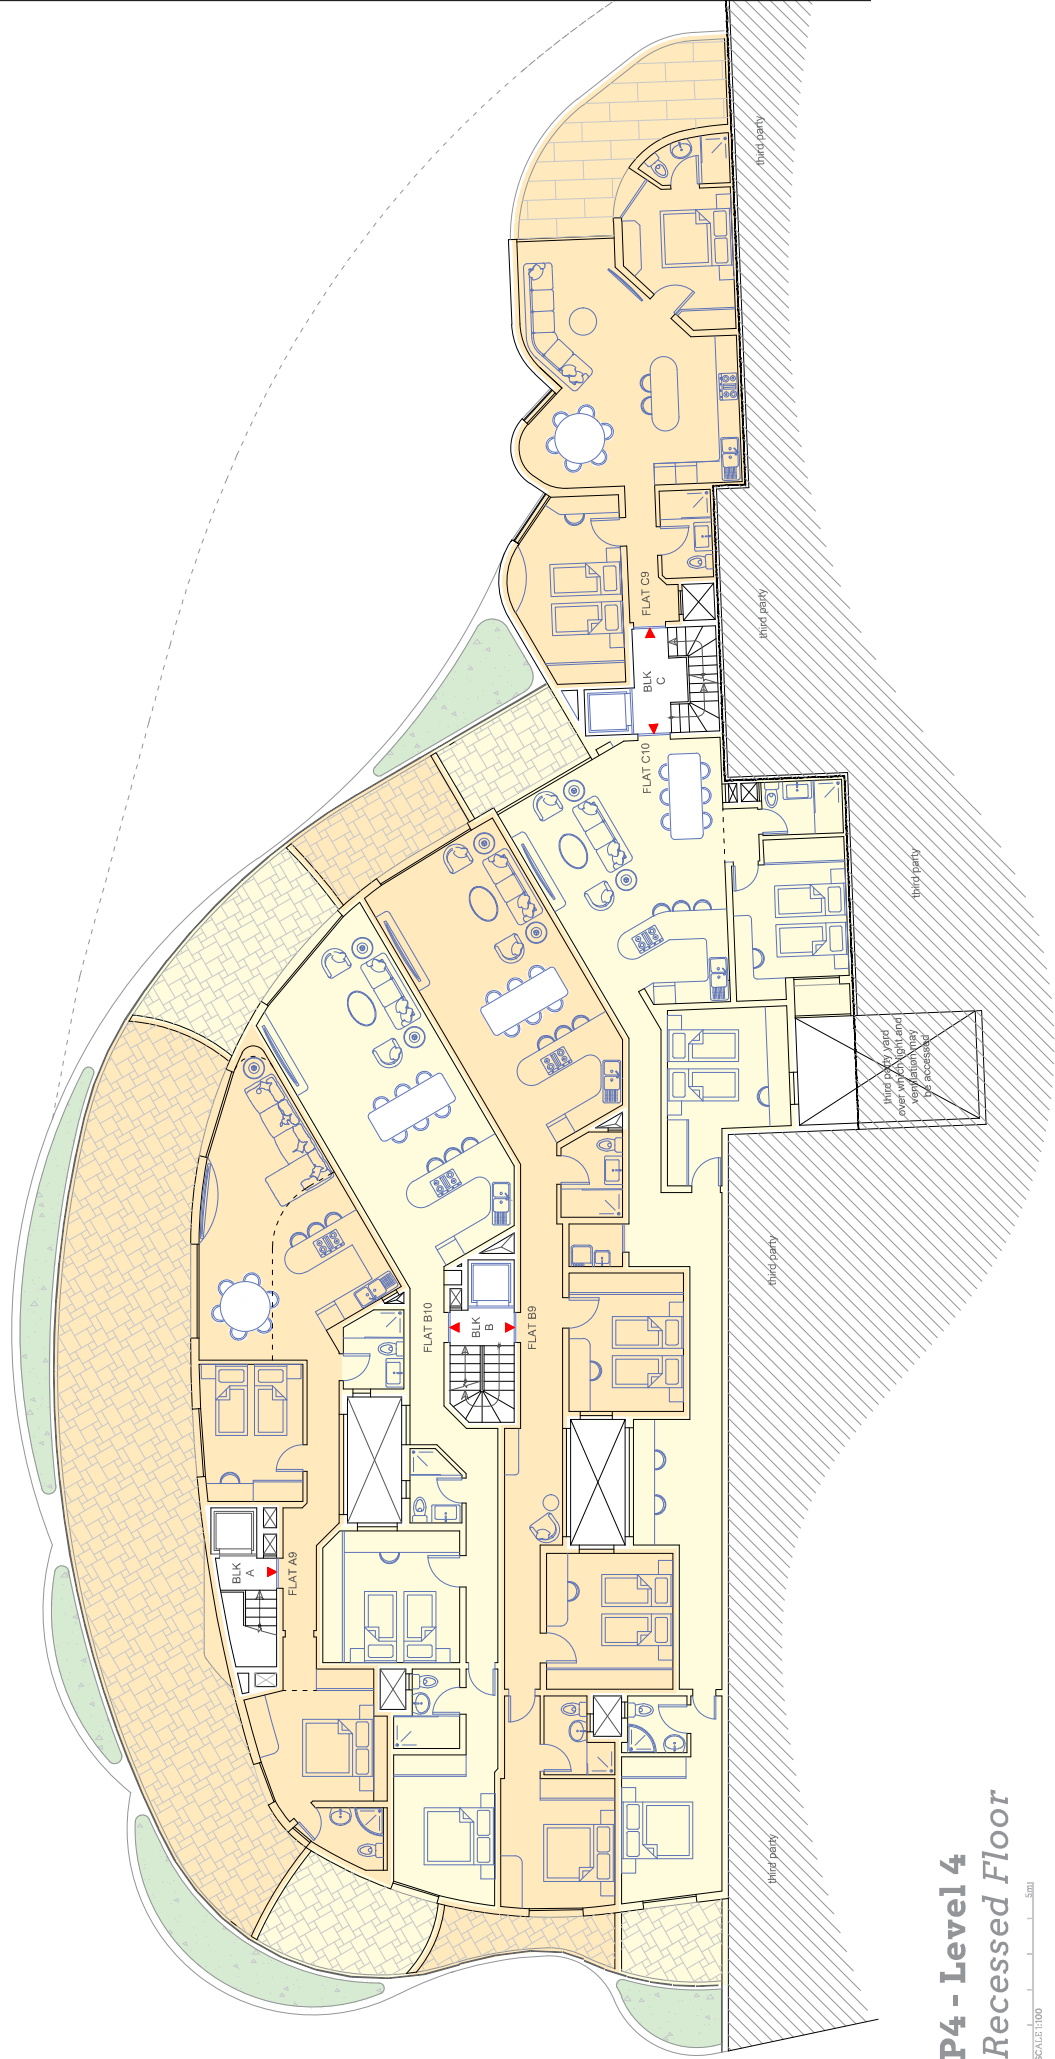 third party
FLAT C9
third party
BLK
C
FLAT C10
third party
third party yard
over which light and
ventilation may
be accessed
third party
FLAT B10
BLK
B
FLAT B9
BLK
A
FLAT A9
third party
P4 - Level 4
Recessed Floor
SCALE 1:100
5m